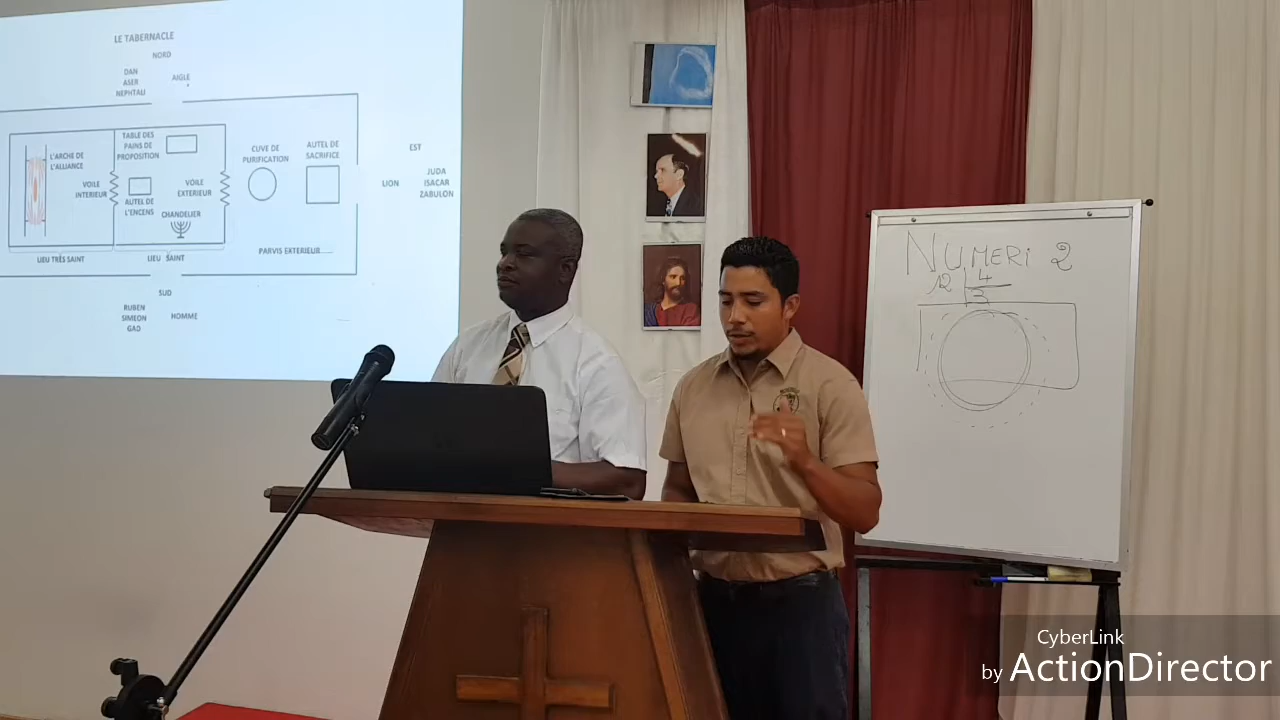 LE TABERNACLE
NORD
DAN
ASER
NEPHTALI
AIGLE
TABLE DES
PAINS DE
PROPOSITION
L'ARCHE DE
L'ALLIANCE
VOILE
INTERIEUR
AUTEL DE
L'ENCENS
VOILE
EXTERIEUR
CHANDELIER
CUVE DE
PURIFICATION
AUTEL DE
SACRIFICE
EST
LION
JUDA
ISACAR
ZABULON
PARVIS EXTERIEUR
LIEU TRÈS SAINT
LIEU SAINT
SUD
RUBEN
SIMEON
GAD
HOMME
NUMERI 2
12 4
3
CyberLink
by ActionDirector